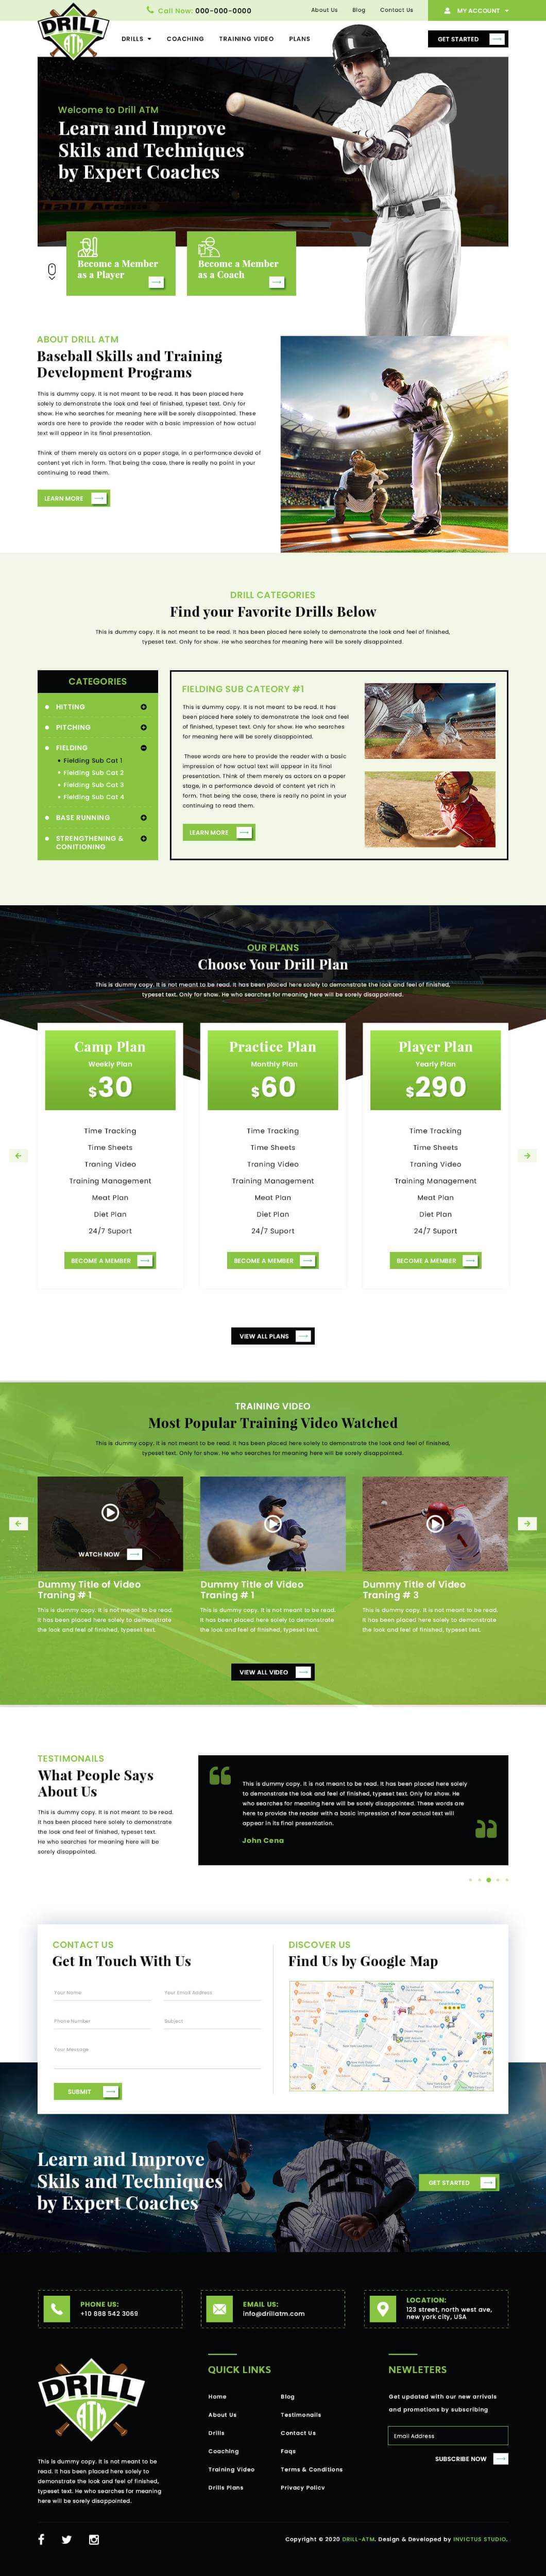 Call Now: 000-000-0000
About Us
Blog
Contact Us
MY ACCOUNT
DRILL
ATM
DRILLS
COACHING
TRAINING VIDEO
PLANS
GET STARTED
Welcome to Drill ATM
Learn and Improve
Skils and Techniques
by Expert Coaches
Become a Member
as a Player
Become a Member
as a Coach
ABOUT DRILL ATM
Baseball Skills and Training
Development Programs
This is dummy copy. It is not meant to be read. It has been placed here
solely to demonstrate the look and feel of finished, typeset text. Only for
show. He who searches for meaning here will be sorely disappointed. These
words are here to provide the reader with a basic impression of how actual
text will appear in its final presentation.
Think of them merely as actors on a paper stage, in a performance devoid of
content yet rich in form. That being the case, there is really no point in your
continuing to read them.
LEARN MORE
DRILL CATEGORIES
Find your Favorite Drills Below
This is dummy copy. It is not meant to be read. It has been placed here solely to demonstrate the look and feel of finished,
typeset text. Only for show. He who searches for meaning here will be sorely disappointed.
CATEGORIES
HITTING
PITCHING
FIELDING
Fielding Sub Cat 1
Fielding Sub Cat 2
Fielding Sub Cat 3
Fielding Sub Cat 4
BASE RUNNING
STRENGTHENING &
CONITIONING
FIELDING SUB CATEORY #1
This is dummy copy. It is not meant to be read. It has
been placed here solely to demonstrate the look and feel
of finished, typeset text. Only for show. He who searches
for meaning here will be sorely disappointed.
These words are here to provide the reader with a basic
impression of how actual text will appear in its final
presentation. Think of them merely as actors on a paper
stage, in a performance devoid of content yet rich in
form. That being the case, there is really no point in your
continuing to read them.
LEARN MORE
OUR PLANS
Choose Your Drill Plan
This is dummy copy. It is not meant to be read. It has been placed here solely to demonstrate the look and feel of finished,
typeset text. Only for show. He who searches for meaning here will be sorely disappointed.
Camp Plan
Weekly Plan
$30
Time Tracking
Time Sheets
Traning Video
Training Management
Meat Plan
Diet Plan
24/7 Suport
BECOME A MEMBER
Practice Plan
Monthly Plan
$60
Time Tracking
Time Sheets
Traning Video
Training Management
Meat Plan
Diet Plan
24/7 Suport
BECOME A MEMBER
Player Plan
Yearly Plan
$290
Time Tracking
Time Sheets
Traning Video
Training Management
Meat Plan
Diet Plan
24/7 Suport
BECOME A MEMBER
VIEW ALL PLANS
TRAINING VIDEO
Most Popular Training Video Watched
This is dummy copy. It is not meant to be read. It has been placed here solely to demonstrate the look and feel of finished,
typeset text. Only for show. He who searches for meaning here will be sorely disappointed.
WATCH NOW
Dummy Title of Video
Traning # 1
This is dummy copy. It is not meant to be read.
It has been placed here solely to demonstrate
the look and feel of finished, typeset text.
Dummy Title of Video
Traning # 1
This is dummy copy. It is not meant to be read.
It has been placed here solely to demonstrate
the look and feel of finished, typeset text.
Dummy Title of Video
Traning # 3
This is dummy copy. It is not meant to be read.
It has been placed here solely to demonstrate
the look and feel of finished, typeset text.
VIEW ALL VIDEO
TESTIMONAILS
What People Says
About Us
This is dummy copy. It is not meant to be read.
It has been placed here solely to demonstrate
the look and feel of finished, typeset text.
He who searches for meaning here will be
sorely disappointed.
This is dummy copy. It is not meant to be read. It has been placed here solely
to demonstrate the look and feel of finished, typeset text. Only for show. He
who searches for meaning here will be sorely disappointed. These words are
here to provide the reader with a basic impression of how actual text will
appear in its final presentation.
John Cena
CONTACT US
Get In Touch With Us
Your Name
Your Email Address
Phone Number
Subject
Your Message
SUBMIT
DISCOVER US
Find Us by Google Map
Learn and Improve
Skils and Techniques
by Expert Coaches
28
GET STARTED
PHONE US:
+10 888 542 3069
EMAIL US:
info@drillatm.com
LOCATION:
123 street, north west ave,
new york city, USA
DRILL
ATM
This is dummy copy. It is not meant to be
read. It has been placed here solely to
demonstrate the look and feel of finished,
typeset text. He who searches for meaning
here will be sorely disappointed.
QUICK LINKS
Home
About Us
Drills
Coaching
Training Video
Drills Plans
Blog
Testimonails
Contact Us
Faqs
Terms & Conditions
Privacy Policy
NEWLETERS
Get updated with our new arrivals
and promotions by subscribing
Email Address
SUBSCRIBE NOW
Copyright © 2020 DRILL-ATM. Design & Developed by INVICTUS STUDIO.